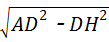 √(AD² - DH²)